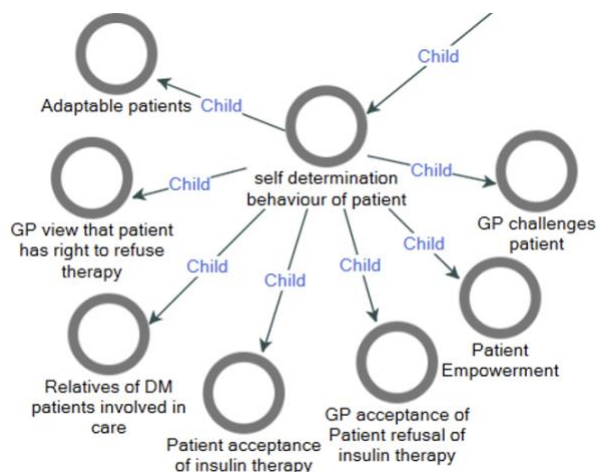 Child
Adaptable patients
Child
self determination
behaviour of patient
Child
GP challenges
patient
Child
GP view that patient
has right to refuse
therapy
Child
Relatives of DM
patients involved in
care
Child
Patient acceptance
of insulin therapy
Child
GP acceptance of
Patient refusal of
insulin therapy
Child
Patient
Empowerment